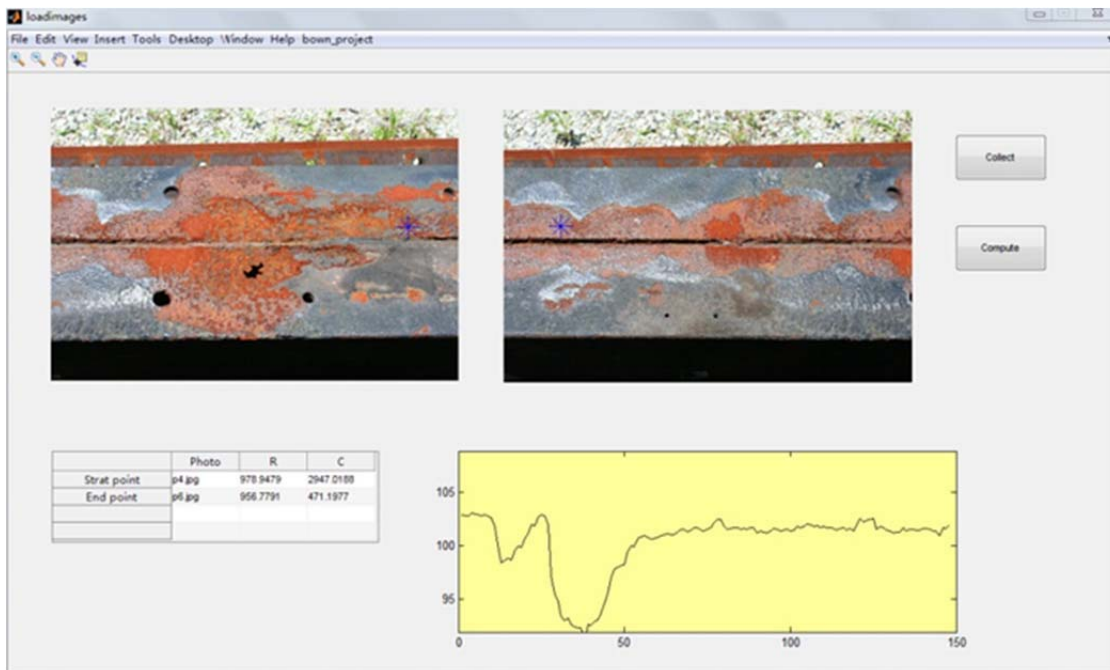 loadimages
File Edit View Insert Tools Desktop Window Help bown_project
Collect
Compute
Photo R C
Strat point p4.jpg 978.9479 2947.0188
End point p6.jpg 956.7791 471.1977
105
100
95
0 50 100 150